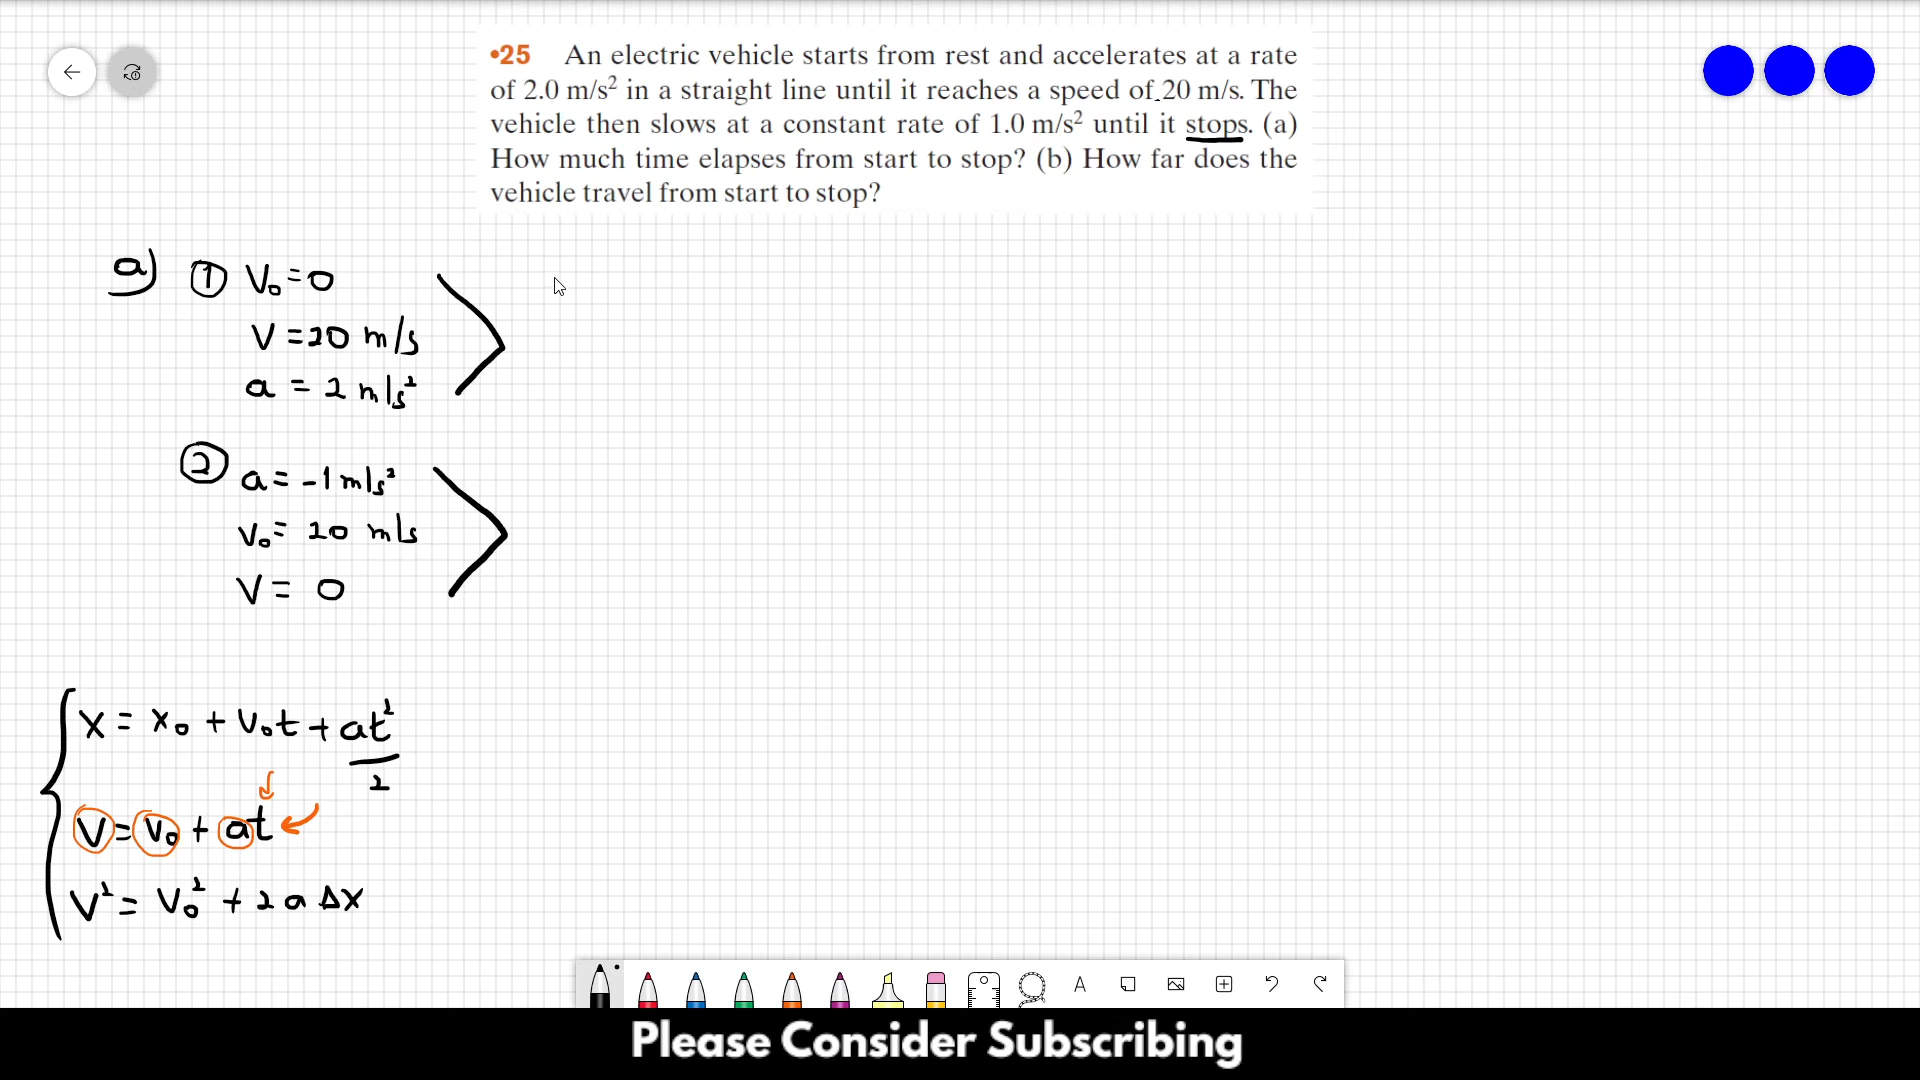 •25 An electric vehicle starts from rest and accelerates at a rate
of 2.0 m/s² in a straight line until it reaches a speed of 20 m/s. The
vehicle then slows at a constant rate of 1.0 m/s² until it stops. (a)
How much time elapses from start to stop? (b) How far does the
vehicle travel from start to stop?
a) ① V₀ = 0
V = 20 m/s
a = 2 m/s²
② a = -1 m/s²
V₀ = 20 m/s
V = 0
X = X₀ + V₀t + at²/2
V = V₀ + at
V² = V₀² + 2 a ΔX
A
Please Consider Subscribing